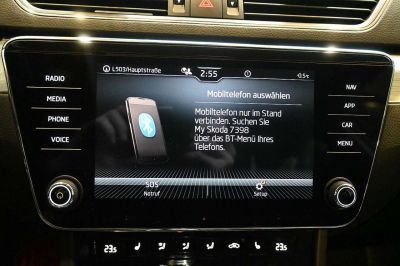 L503/Hauptstraße
2:55
-0.5°C
RADIO
MEDIA
PHONE
VOICE
Mobiltelefon auswählen
Mobiltelefon nur im Stand
verbinden. Suchen Sie
My Skoda 7398
über das BT-Menü Ihres
Telefons.
NAV
APP
CAR
MENU
SOS
Notruf
Setup
23.5
23.5